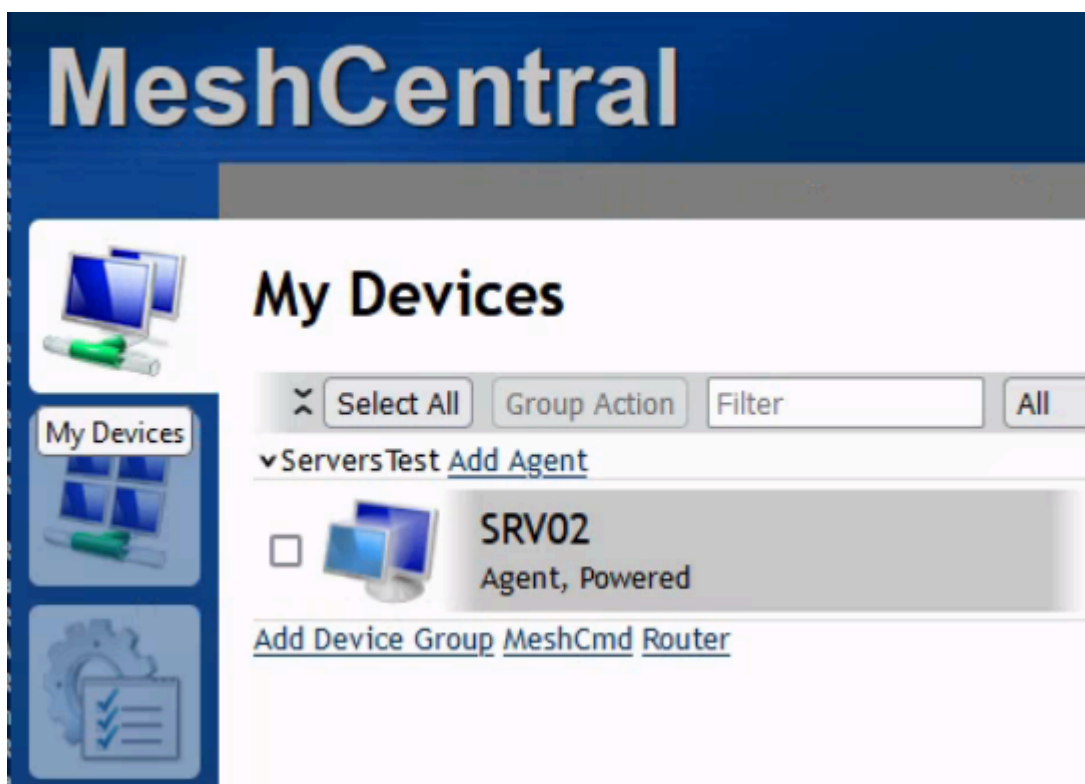 MeshCentral
My Devices
Select All Group Action Filter All
My Devices
ServersTest Add Agent
SRV02
Agent, Powered
Add Device Group MeshCmd Router